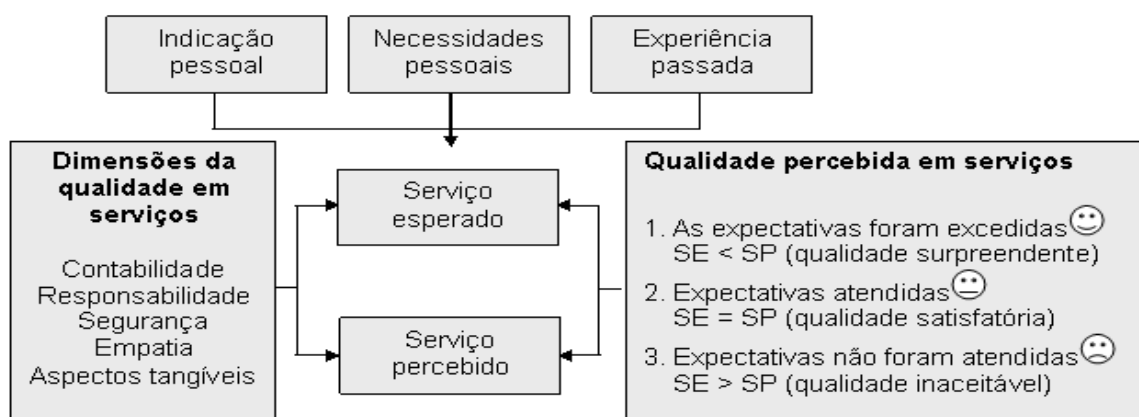 Indicação
pessoal
Necessidades
pessoais
Experiência
passada
Dimensões da
qualidade em
serviços
Contabilidade
Responsabilidade
Segurança
Empatia
Aspectos tangíveis
Serviço
esperado
Serviço
percebido
Qualidade percebida em serviços
1. As expectativas foram excedidas
SE < SP (qualidade surpreendente)
2. Expectativas atendidas
SE = SP (qualidade satisfatória)
3. Expectativas não foram atendidas
SE > SP (qualidade inaceitável)